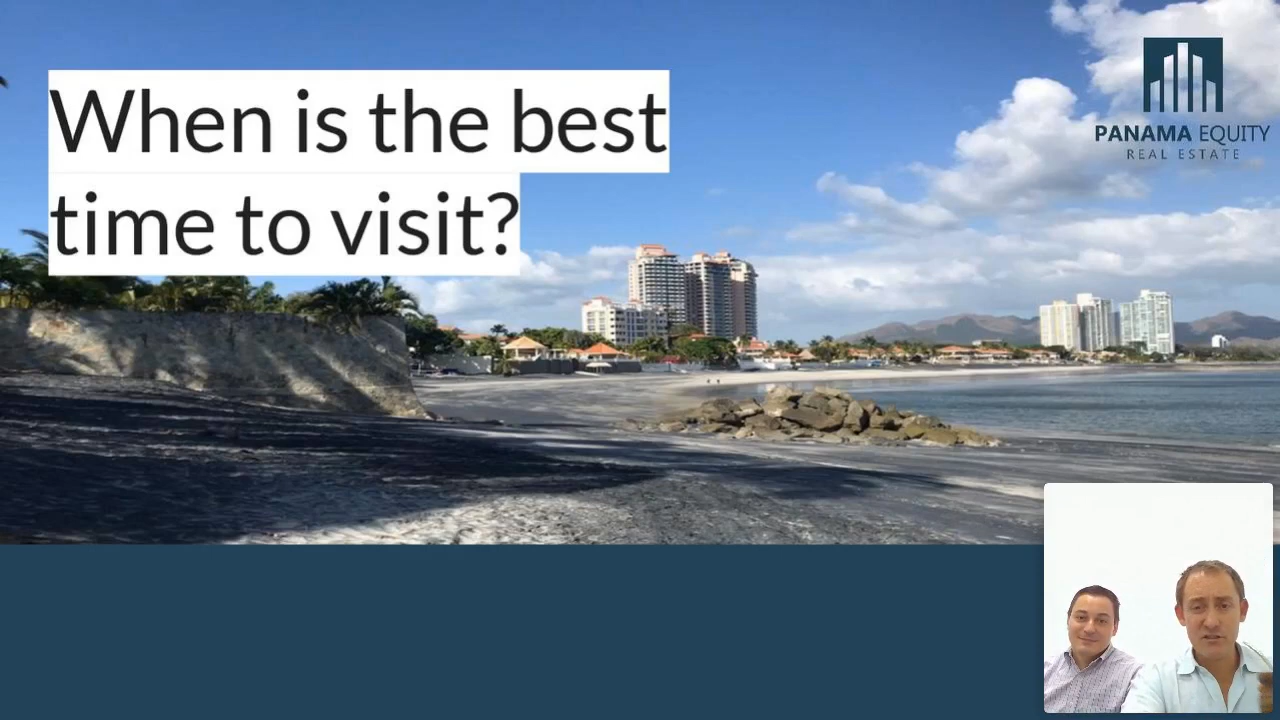 When is the best
time to visit?
PANAMA EQUITY
REAL ESTATE